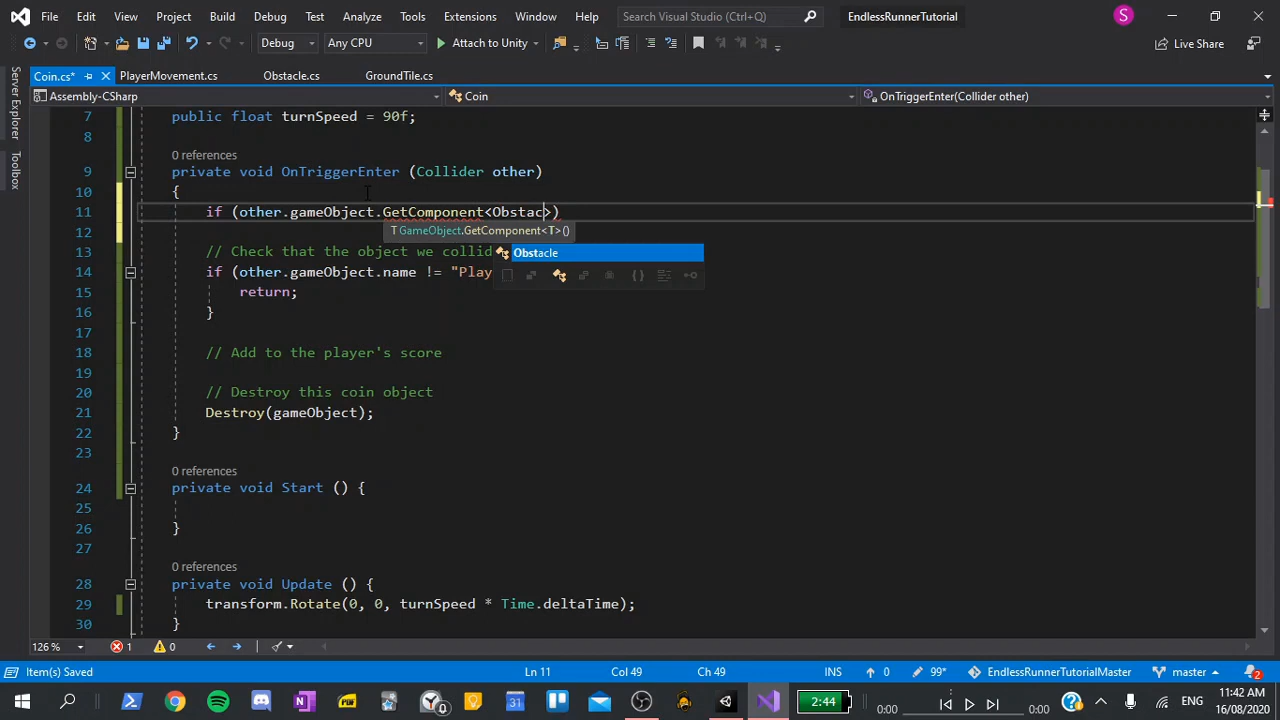 File Edit View Project Build Debug Test Analyze Tools Extensions Window Help Search Visual Studio (Ctrl+Q) EndlessRunnerTutorial S
Debug Any CPU Attach to Unity Live Share
Coin.cs* PlayerMovement.cs Obstacle.cs GroundTile.cs
Assembly-CSharp Coin OnTriggerEnter(Collider other)
Server Explorer
Toolbox
7 public float turnSpeed = 90f;
8
0 references
9 private void OnTriggerEnter (Collider other)
10 {
11 if (other.gameObject.GetComponent<Obstac>)
T GameObject.GetComponent<T>()
12
13 // Check that the object we collid
Obstacle
14 if (other.gameObject.name != "Play
15 return;
16 }
17
18 // Add to the player's score
19
20 // Destroy this coin object
21 Destroy(gameObject);
22 }
23
0 references
24 private void Start () {
25
26 }
27
0 references
28 private void Update () {
29 transform.Rotate(0, 0, turnSpeed * Time.deltaTime);
30 }
126 % 1 0
Item(s) Saved Ln 11 Col 49 Ch 49 INS 0 99* EndlessRunnerTutorialMaster master 2
2:44 0:00 0:00 ENG 11:42 AM
16/08/2020